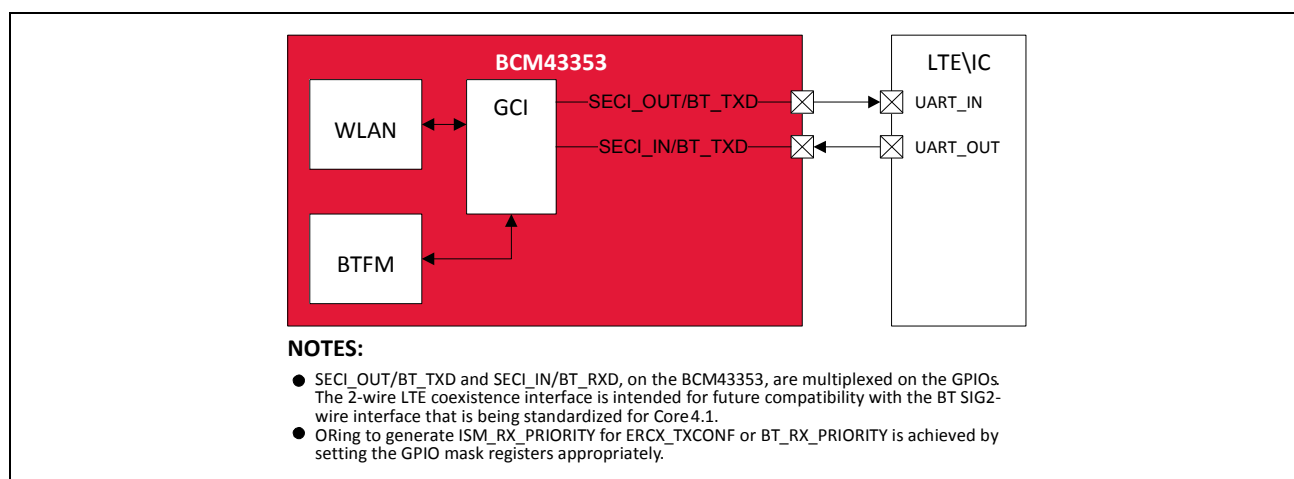 BCM43353
LTE\IC
GCI
SECI_OUT/BT_TXD
UART_IN
WLAN
SECI_IN/BT_TXD
UART_OUT
BTFM
NOTES:
● SECI_OUT/BT_TXD and SECI_IN/BT_RXD, on the BCM43353, are multiplexed on the GPIOs.
The 2-wire LTE coexistence interface is intended for future compatibility with the BT SIG2-
wire interface that is being standardized for Core4.1.
● ORing to generate ISM_RX_PRIORITY for ERCX_TXCONF or BT_RX_PRIORITY is achieved by
setting the GPIO mask registers appropriately.